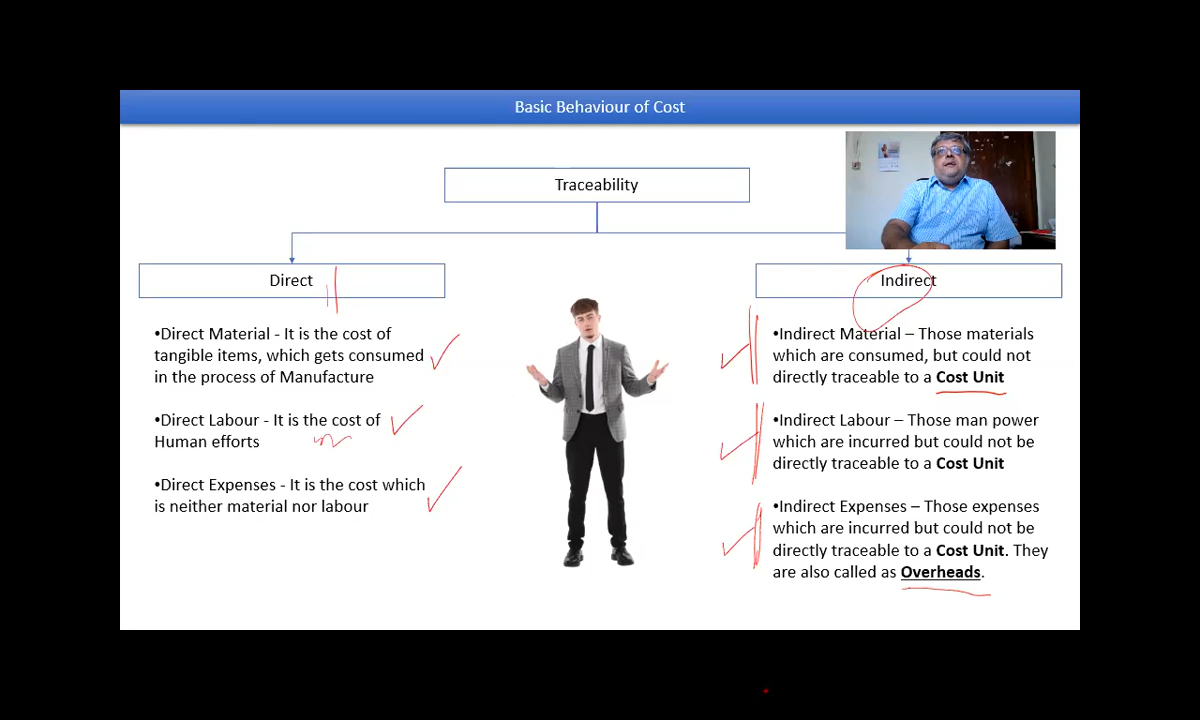 Basic Behaviour of Cost
Traceability
Direct
•Direct Material - It is the cost of
tangible items, which gets consumed
in the process of Manufacture
•Direct Labour - It is the cost of
Human efforts
•Direct Expenses - It is the cost which
is neither material nor labour
Indirect
•Indirect Material – Those materials
which are consumed, but could not
directly traceable to a Cost Unit
•Indirect Labour – Those man power
which are incurred but could not be
directly traceable to a Cost Unit
•Indirect Expenses – Those expenses
which are incurred but could not be
directly traceable to a Cost Unit. They
are also called as Overheads.